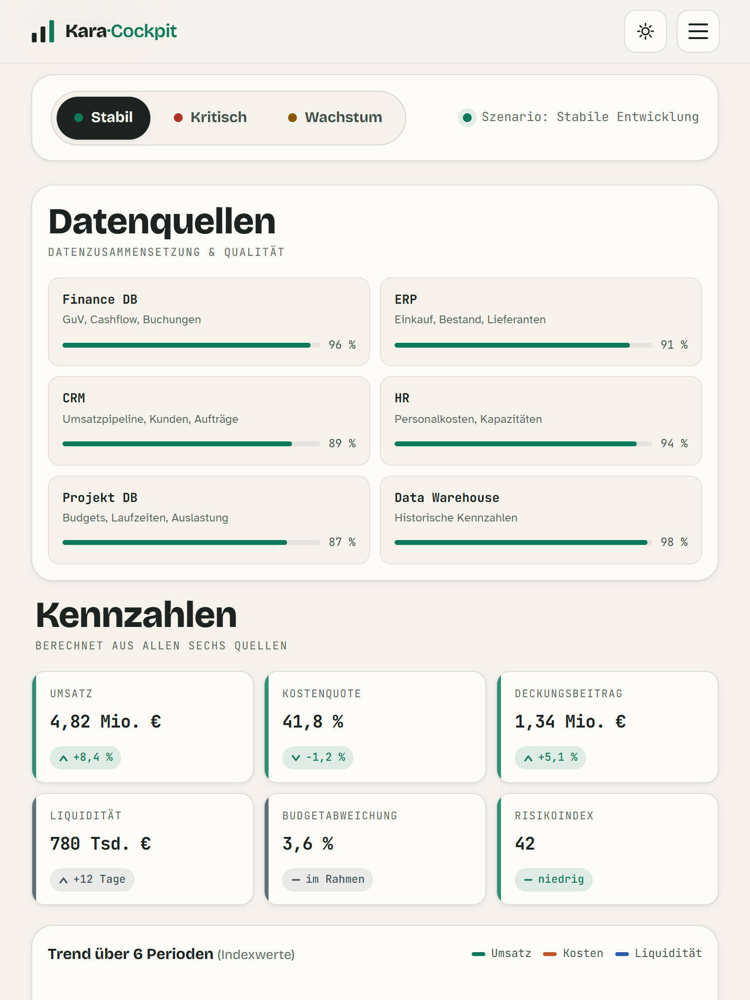 Kara·Cockpit
Stabil
Kritisch
Wachstum
Szenario: Stabile Entwicklung
Datenquellen
DATENZUSAMMENSETZUNG & QUALITÄT
Finance DB
GuV, Cashflow, Buchungen
96 %
ERP
Einkauf, Bestand, Lieferanten
91 %
CRM
Umsatzpipeline, Kunden, Aufträge
89 %
HR
Personalkosten, Kapazitäten
94 %
Projekt DB
Budgets, Laufzeiten, Auslastung
87 %
Data Warehouse
Historische Kennzahlen
98 %
Kennzahlen
BERECHNET AUS ALLEN SECHS QUELLEN
UMSATZ
4,82 Mio. €
+8,4 %
KOSTENQUOTE
41,8 %
-1,2 %
DECKUNGSBEITRAG
1,34 Mio. €
+5,1 %
LIQUIDITÄT
780 Tsd. €
+12 Tage
BUDGETABWEICHUNG
3,6 %
im Rahmen
RISIKOINDEX
42
niedrig
Trend über 6 Perioden (Indexwerte)
Umsatz
Kosten
Liquidität